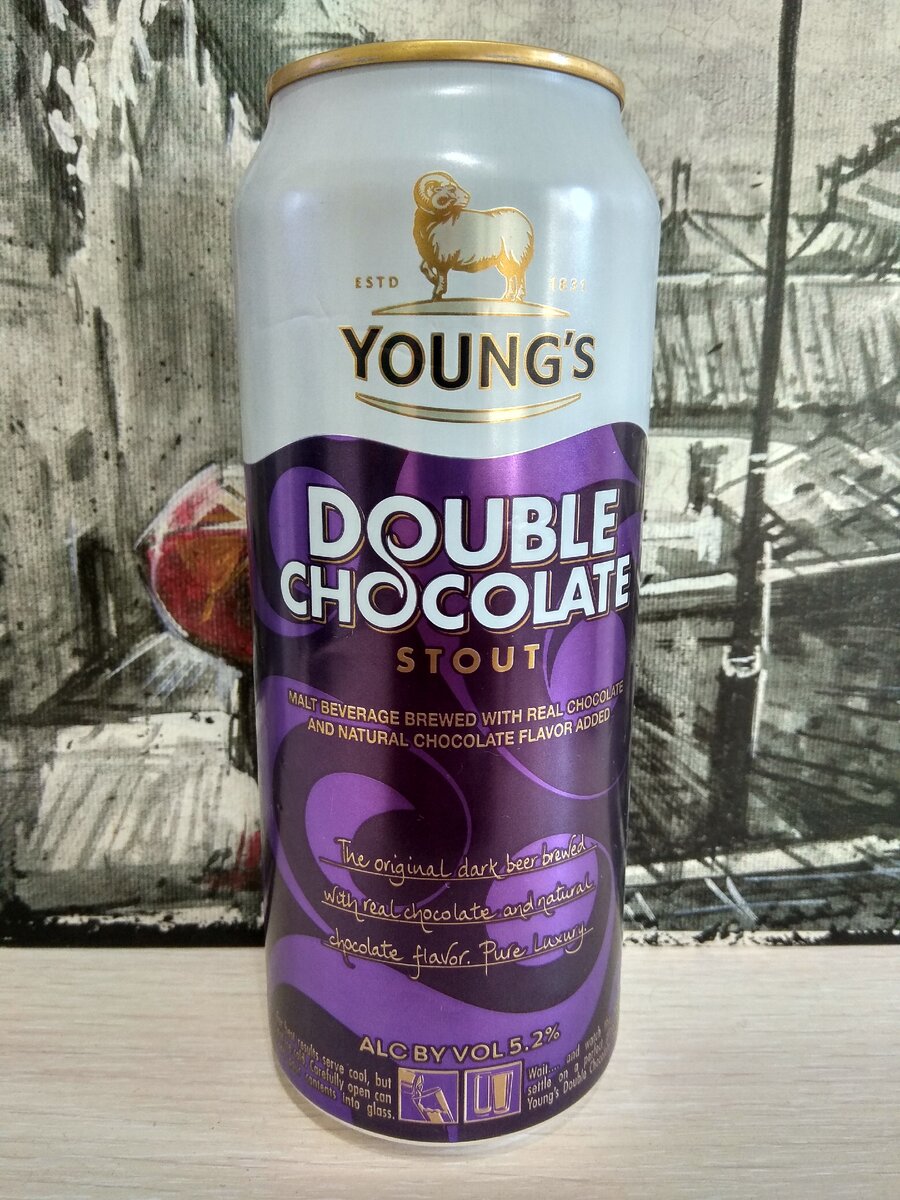 ESTD 1831
YOUNG'S
DOUBLE
CHOCOLATE
STOUT
MALT BEVERAGE BREWED WITH REAL CHOCOLATE
AND NATURAL CHOCOLATE FLAVOR ADDED
The original dark beer brewed
with real chocolate and natural
chocolate flavor. Pure Luxury.
ALC BY VOL 5.2%
best results serve cool, but
cold. Carefully open can
contents into glass.
Wait.... and watch
settle on a
Young's Double